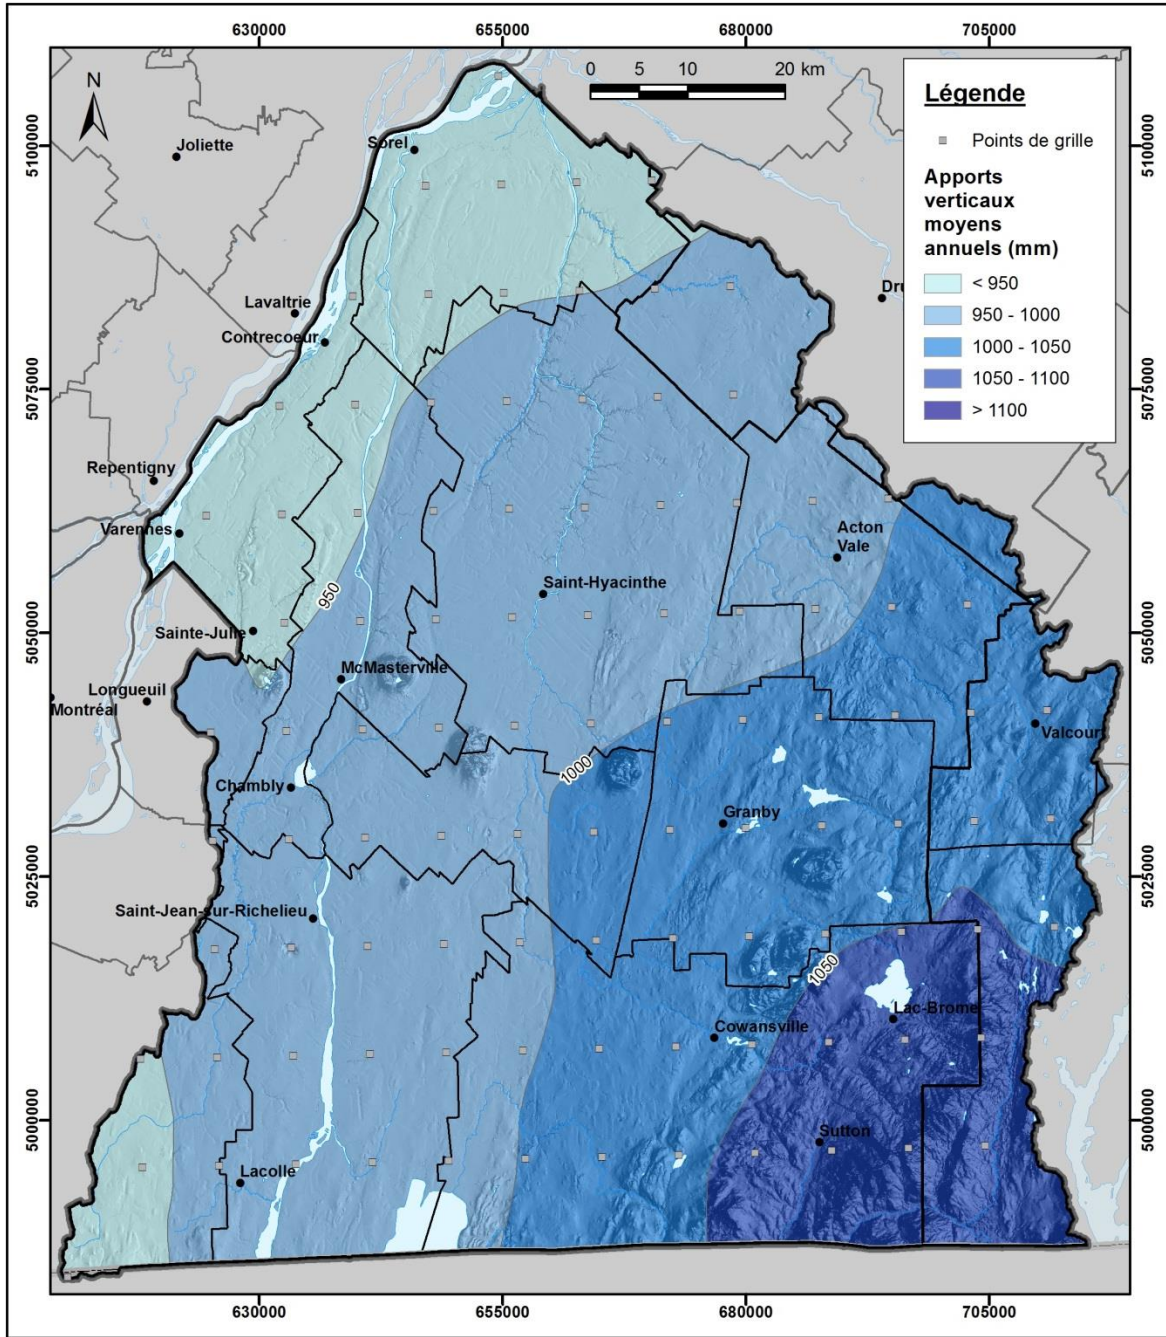 630000
655000
680000
705000
N
0
5
10
20 km
Légende
Points de grille
Apports
verticaux
moyens
annuels (mm)
< 950
950 - 1000
1000 - 1050
1050 - 1100
> 1100
5100000
5100000
Joliette
Sorel
Lavaltrie
Contrecoeur
Dru
5075000
5075000
Repentigny
Varennes
Acton
Vale
950
Saint-Hyacinthe
5050000
5050000
Sainte-Julie
McMasterville
Longueuil
Montréal
Valcour
1000
Chambly
Granby
5025000
5025000
Saint-Jean-sur-Richelieu
1050
Lac-Brome
Cowansville
5000000
5000000
Sutton
Lacolle
630000
655000
680000
705000